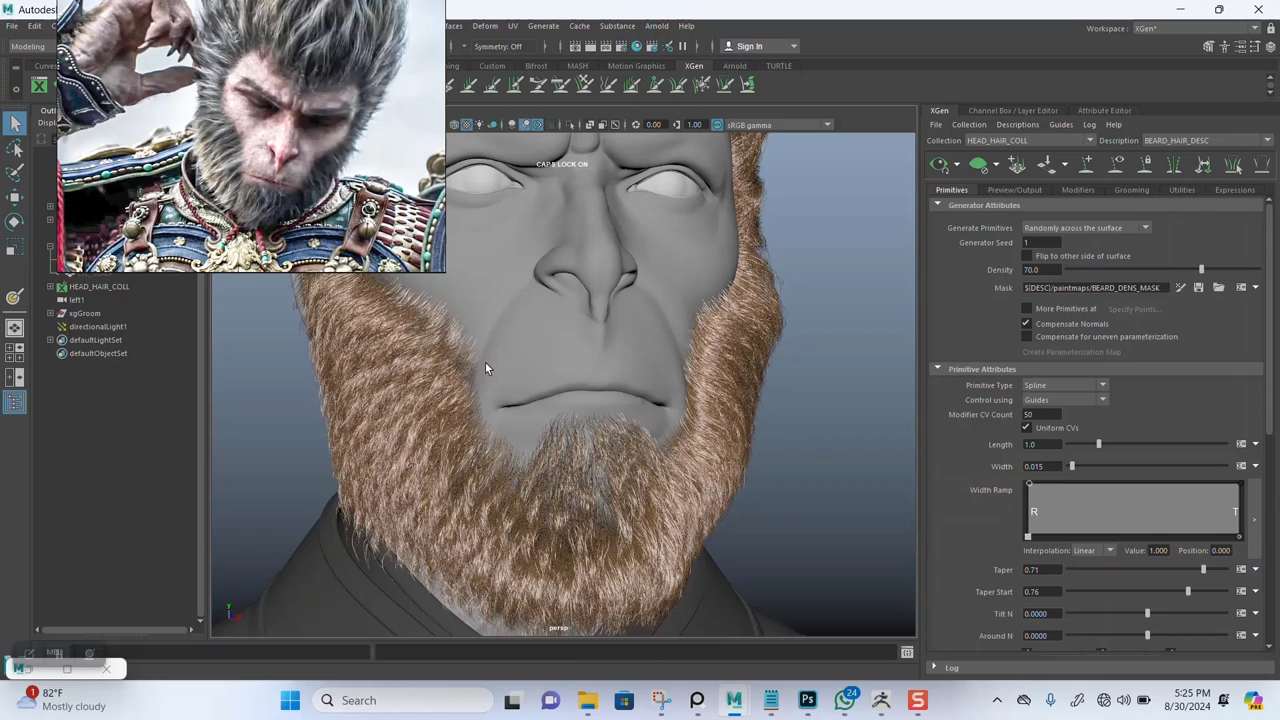 Autodes
File
Edit
rfaces
Deform
UV
Generate
Cache
Substance
Arnold
Help
Workspace :
XGen*
Modeling
Symmetry: Off
Sign In
Curves
Custom
Bifrost
MASH
Motion Graphics
XGen
Arnold
TURTLE
XGen
Channel Box / Layer Editor
Attribute Editor
File
Collection
Descriptions
Guides
Log
Help
Collection
HEAD_HAIR_COLL
Description
BEARD_HAIR_DESC
0.00
1.00
sRGB gamma
CAPS LOCK ON
Primitives
Preview/Output
Modifiers
Grooming
Utilities
Expressions
Generator Attributes
Generate Primitives
Randomly across the surface
Generator Seed
1
Flip to other side of surface
Density
70.0
Mask
${DESC}/paintmaps/BEARD_DENS_MASK
More Primitives at
Specify Points...
Compensate Normals
Compensate for uneven parameterization
Create Parameterization Map
Primitive Attributes
Primitive Type
Spline
Control using
Guides
Modifier CV Count
50
Uniform CVs
Length
1.0
Width
0.015
Width Ramp
R
T
Interpolation:
Linear
Value:
1.000
Position:
0.000
Taper
0.71
Taper Start
0.76
Tilt N
0.0000
Around N
0.0000
Log
HEAD_HAIR_COLL
left1
xgGroom
directionalLight1
defaultLightSet
defaultObjectSet
y
persp
82°F
Mostly cloudy
1
Search
24
5:25 PM
8/30/2024